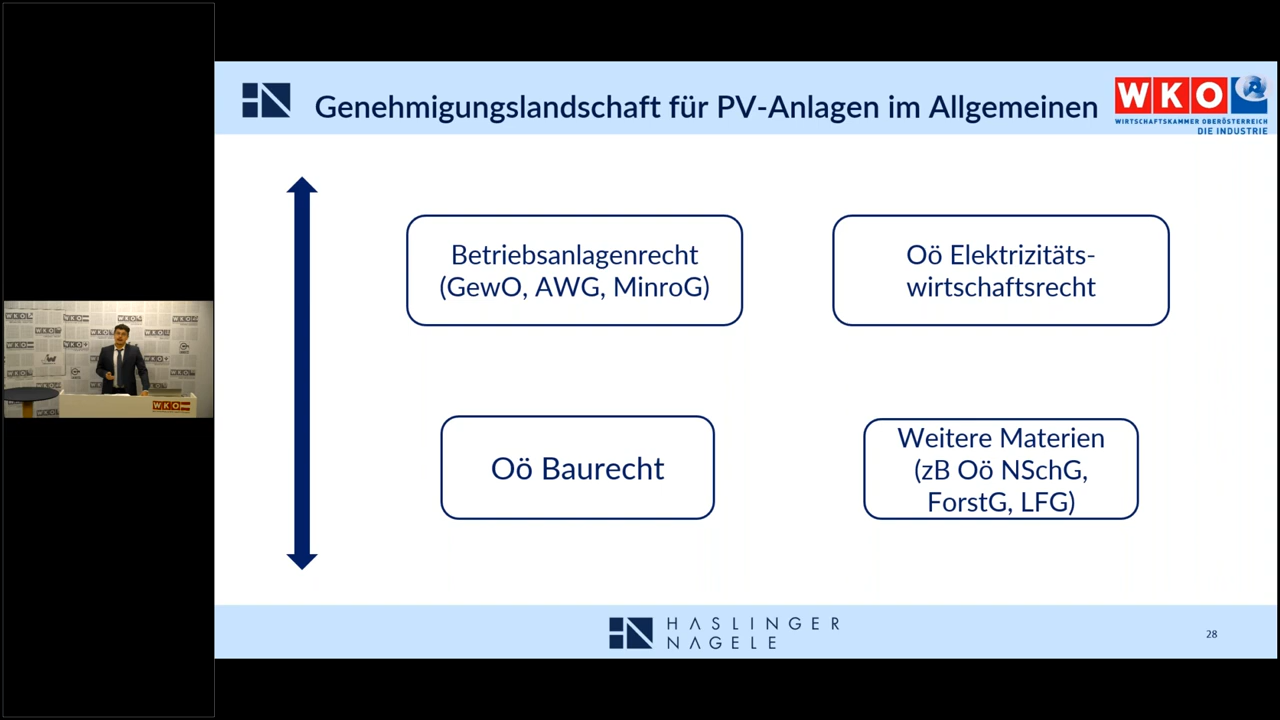 Genehmigungslandschaft für PV-Anlagen im Allgemeinen
WKO
WIRTSCHAFTSKAMMER OBERÖSTERREICH
DIE INDUSTRIE
Betriebsanlagenrecht
(GewO, AWG, MinroG)
Oö Elektrizitäts-
wirtschaftsrecht
Oö Baurecht
Weitere Materien
(zB Oö NSchG,
ForstG, LFG)
HASLINGER
NAGELE
28
WKO